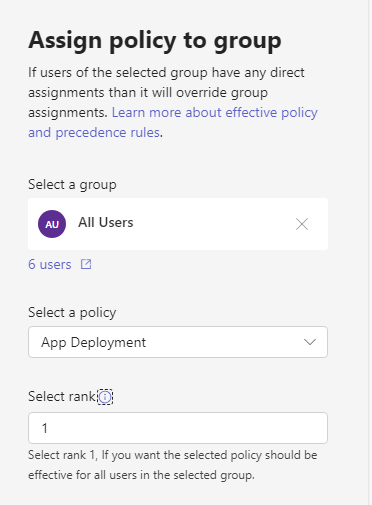 Assign policy to group
If users of the selected group have any direct
assignments than it will override group
assignments. Learn more about effective policy
and precedence rules.
Select a group
AU All Users
6 users
Select a policy
App Deployment
Select rank
1
Select rank 1, If you want the selected policy should be
effective for all users in the selected group.